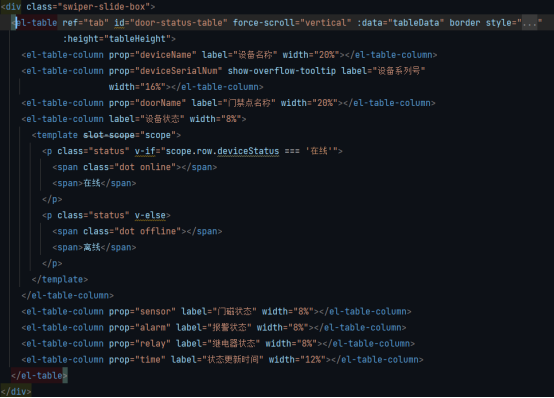 <div class="swiper-slide-box">
<el-table ref="tab" id="door-status-table" force-scroll="vertical" :data="tableData" border style="..."
:height="tableHeight">
<el-table-column prop="deviceName" label="设备名称" width="20%"></el-table-column>
<el-table-column prop="deviceSerialNum" show-overflow-tooltip label="设备系列号"
width="16%"></el-table-column>
<el-table-column prop="doorName" label="门禁点名称" width="20%"></el-table-column>
<el-table-column label="设备状态" width="8%">
<template slot-scope="scope">
<p class="status" v-if="scope.row.deviceStatus === '在线'">
<span class="dot online"></span>
<span>在线</span>
</p>
<p class="status" v-else>
<span class="dot offline"></span>
<span>离线</span>
</p>
</template>
</el-table-column>
<el-table-column prop="sensor" label="门磁状态" width="8%"></el-table-column>
<el-table-column prop="alarm" label="报警状态" width="8%"></el-table-column>
<el-table-column prop="relay" label="继电器状态" width="8%"></el-table-column>
<el-table-column prop="time" label="状态更新时间" width="12%"></el-table-column>
</el-table>
</div>